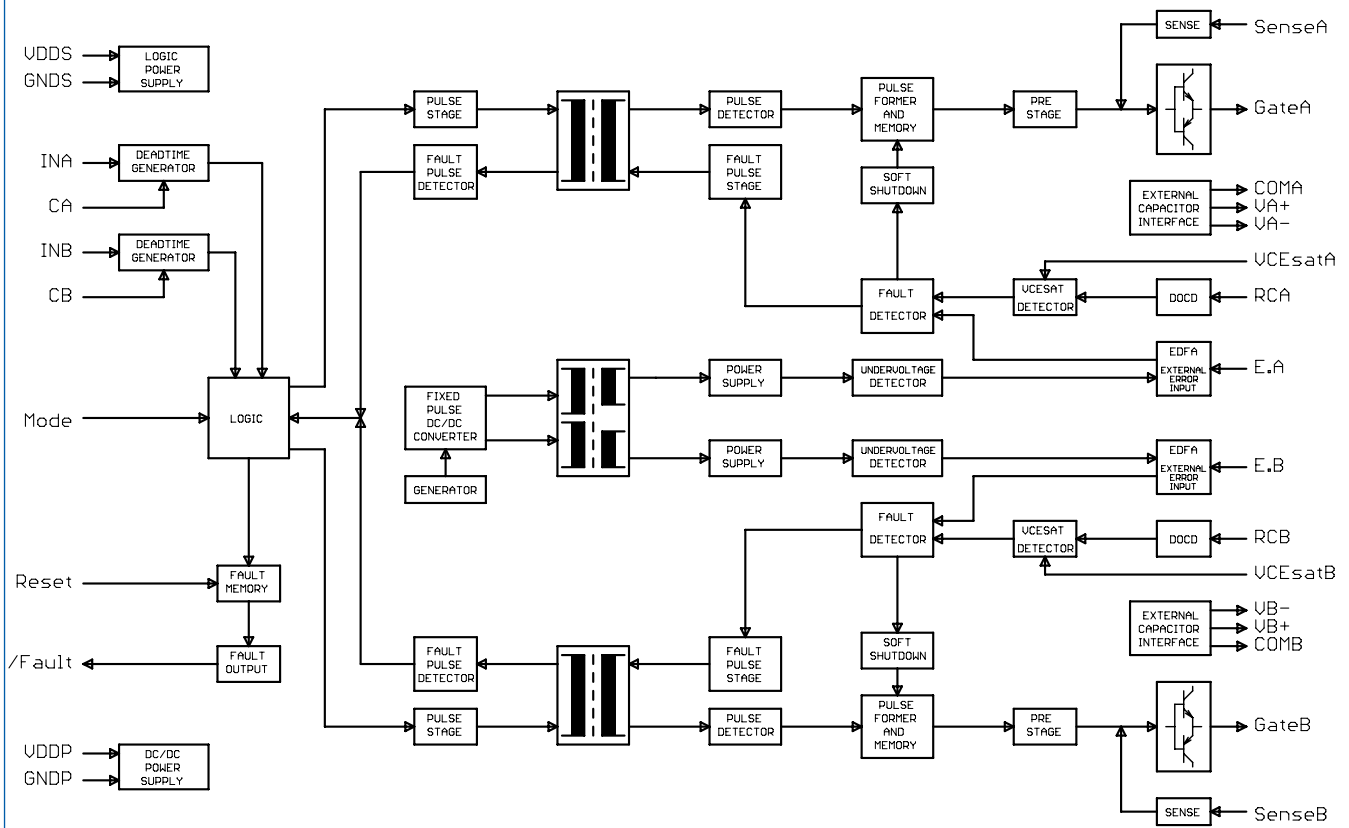 SENSE
SenseA
VDDS
GNDS
LOGIC
POWER
SUPPLY
PULSE
STAGE
PULSE
DETECTOR
PULSE
FORMER
AND
MEMORY
PRE
STAGE
GateA
INA
DEADTIME
GENERATOR
CA
FAULT
PULSE
DETECTOR
FAULT
PULSE
STAGE
SOFT
SHUTDOWN
EXTERNAL
CAPACITOR
INTERFACE
COMA
VA+
VA-
INB
DEADTIME
GENERATOR
CB
VCEsatA
FAULT
DETECTOR
VCESAT
DETECTOR
DOCD
RCA
EDFA
EXTERNAL
ERROR
INPUT
E.A
POWER
SUPPLY
UNDERVOLTAGE
DETECTOR
Mode
LOGIC
FIXED
PULSE
DC/DC
CONVERTER
POWER
SUPPLY
UNDERVOLTAGE
DETECTOR
EDFA
EXTERNAL
ERROR
INPUT
E.B
GENERATOR
FAULT
DETECTOR
VCESAT
DETECTOR
DOCD
RCB
VCEsatB
Reset
FAULT
MEMORY
EXTERNAL
CAPACITOR
INTERFACE
VB-
VB+
COMB
/Fault
FAULT
OUTPUT
FAULT
PULSE
DETECTOR
FAULT
PULSE
STAGE
SOFT
SHUTDOWN
PULSE
STAGE
PULSE
DETECTOR
PULSE
FORMER
AND
MEMORY
PRE
STAGE
GateB
VDDP
GNDP
DC/DC
POWER
SUPPLY
SENSE
SenseB